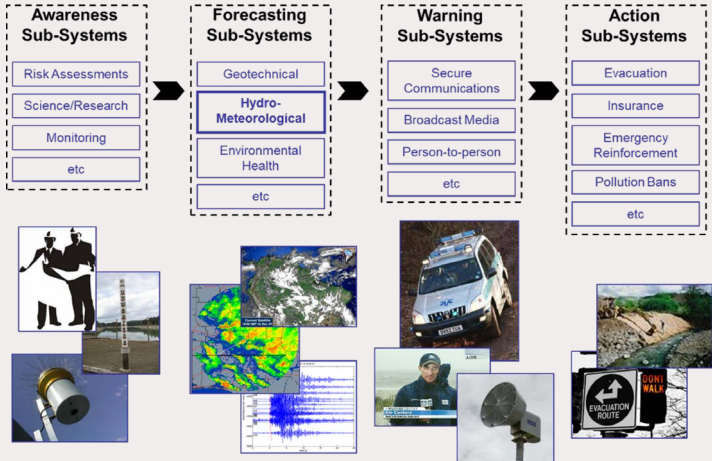 Awareness
Sub-Systems
Risk Assessments
Science/Research
Monitoring
etc
Forecasting
Sub-Systems
Geotechnical
Hydro-
Meteorological
Environmental
Health
etc
Warning
Sub-Systems
Secure
Communications
Broadcast Media
Person-to-person
etc
Action
Sub-Systems
Evacuation
Insurance
Emergency
Reinforcement
Pollution Bans
etc
EVACUATION
ROUTE
DONT
WALK